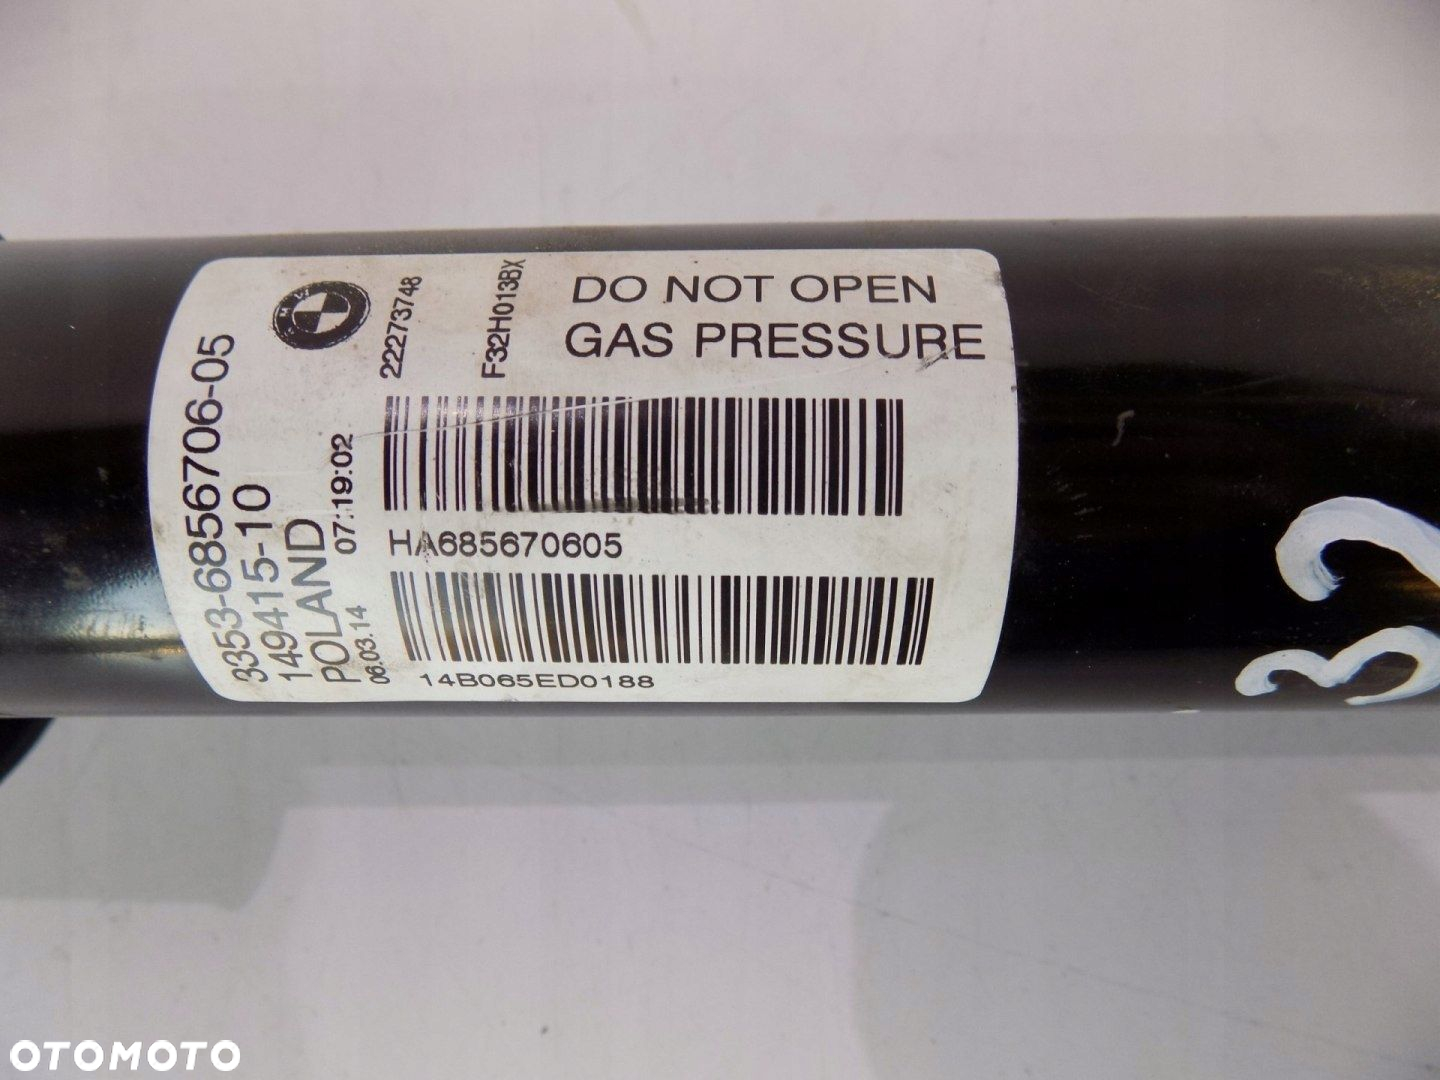 DO NOT OPEN
GAS PRESSURE
22273748
F32H013BX
3353-6856706-05
149415-10
POLAND
07:19:02
06.03.14
HA685670605
14B065ED0188
OTOMOTO